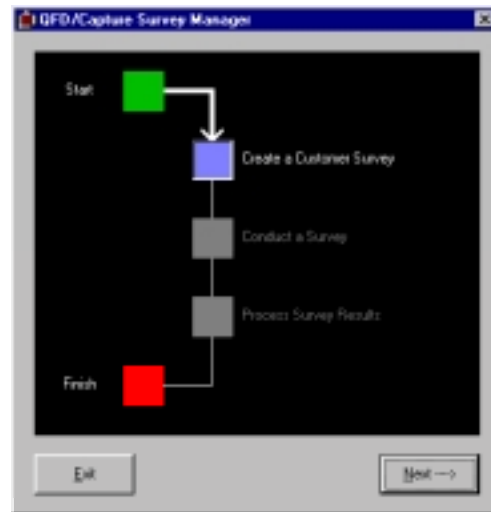 QFD/Capture Survey Manager
Start
Create a Customer Survey
Conduct a Survey
Process Survey Results
Finish
Exit
Next -->